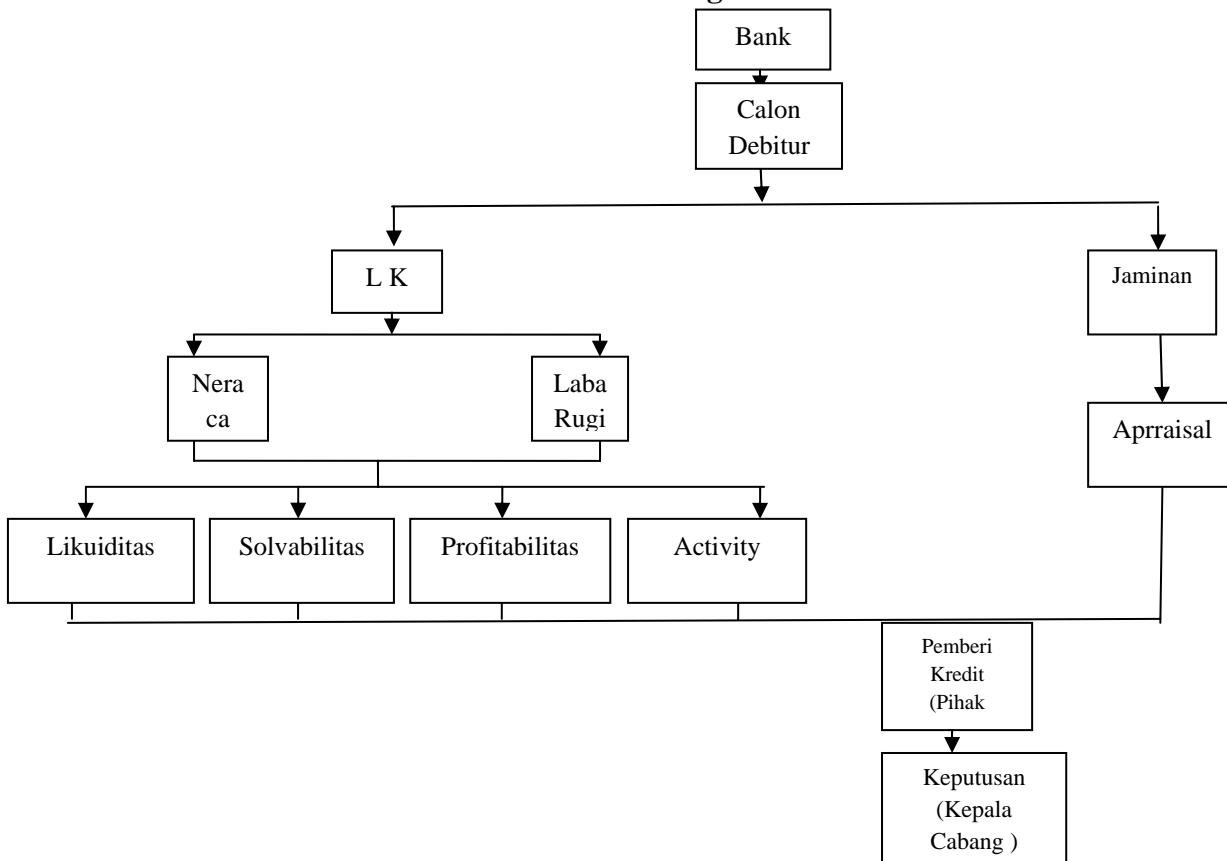 Bank
Calon
Debitur
L K
Jaminan
Nera
ca
Laba
Rugi
Aprraisal
Likuiditas
Solvabilitas
Profitabilitas
Activity
Pemberi
Kredit
(Pihak
Keputusan
(Kepala
Cabang )